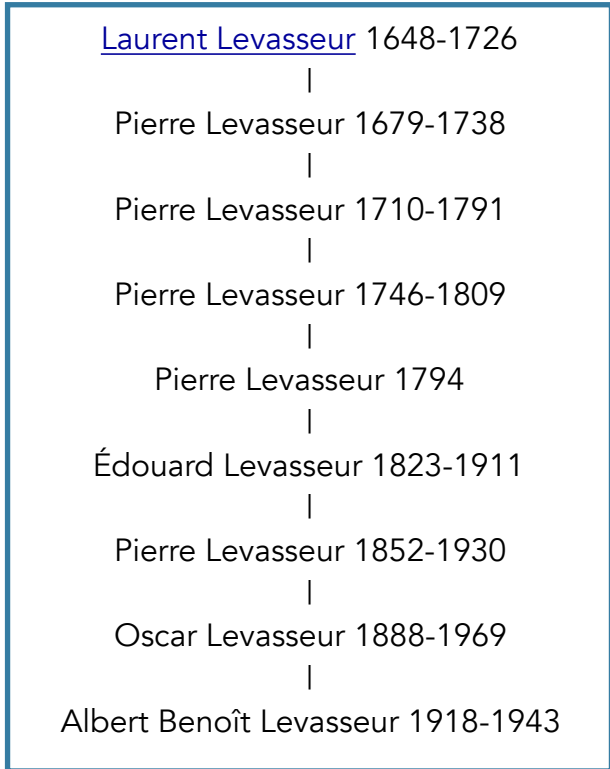 Laurent Levasseur 1648-1726
|
Pierre Levasseur 1679-1738
|
Pierre Levasseur 1710-1791
|
Pierre Levasseur 1746-1809
|
Pierre Levasseur 1794
|
Édouard Levasseur 1823-1911
|
Pierre Levasseur 1852-1930
|
Oscar Levasseur 1888-1969
|
Albert Benoît Levasseur 1918-1943